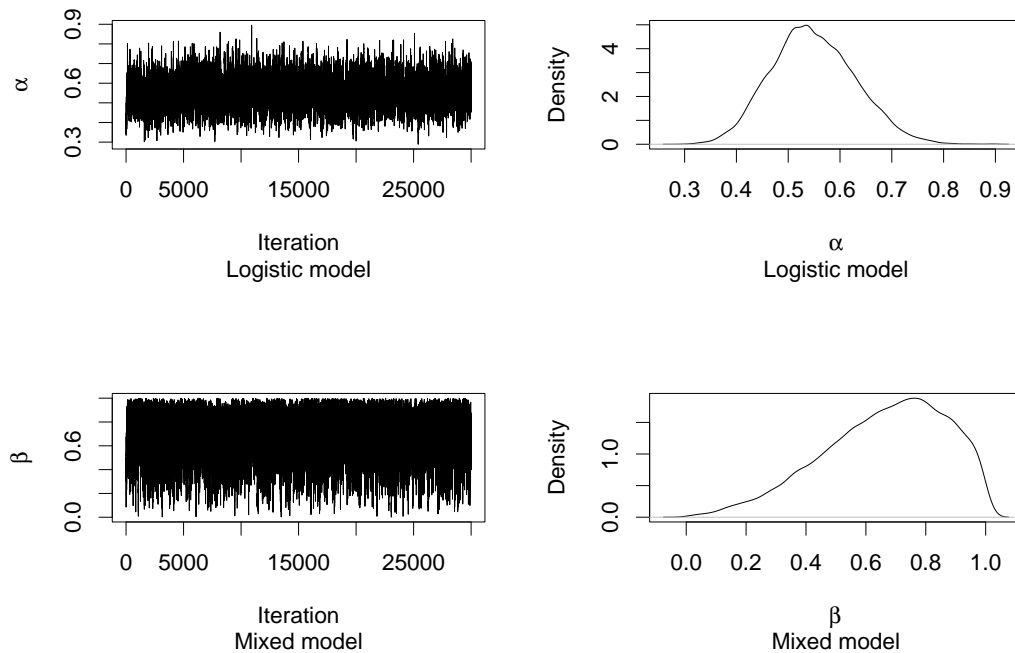 α
0.3 0.6 0.9
0 5000 15000 25000
Iteration
Logistic model
Density
0 2 4
0.3 0.4 0.5 0.6 0.7 0.8 0.9
α
Logistic model
β
0.0 0.6
0 5000 15000 25000
Iteration
Mixed model
Density
0.0 1.0
0.0 0.2 0.4 0.6 0.8 1.0
β
Mixed model